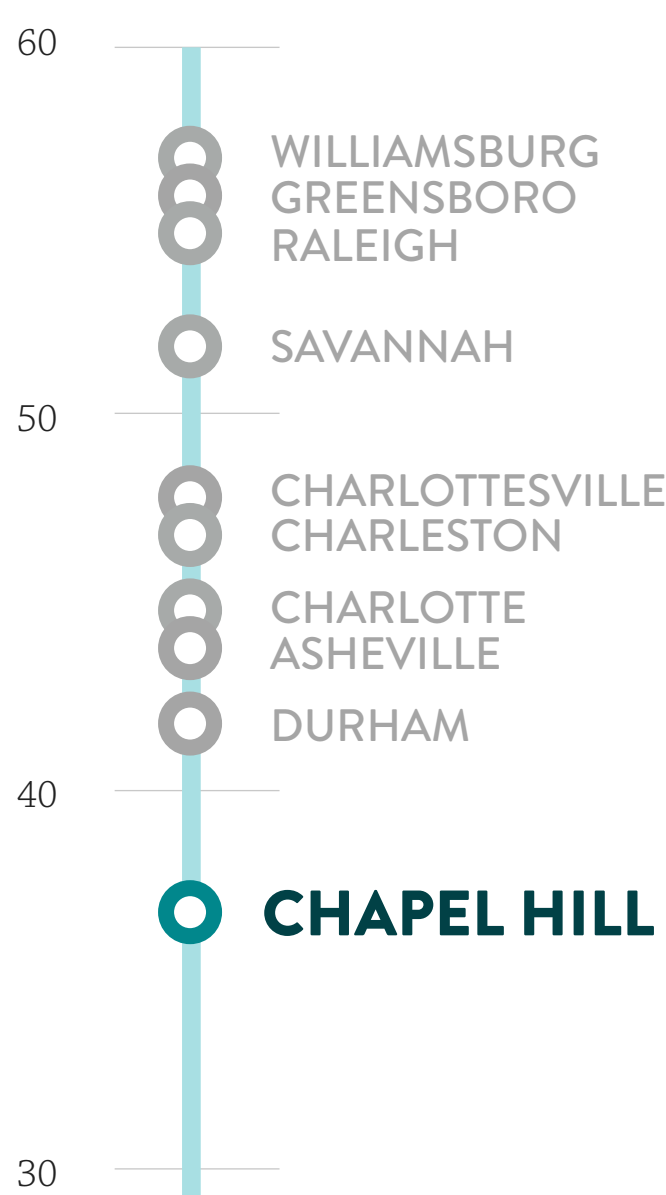 60
WILLIAMSBURG
GREENSBORO
RALEIGH
SAVANNAH
50
CHARLOTTESVILLE
CHARLESTON
CHARLOTTE
ASHEVILLE
DURHAM
40
CHAPEL HILL
30